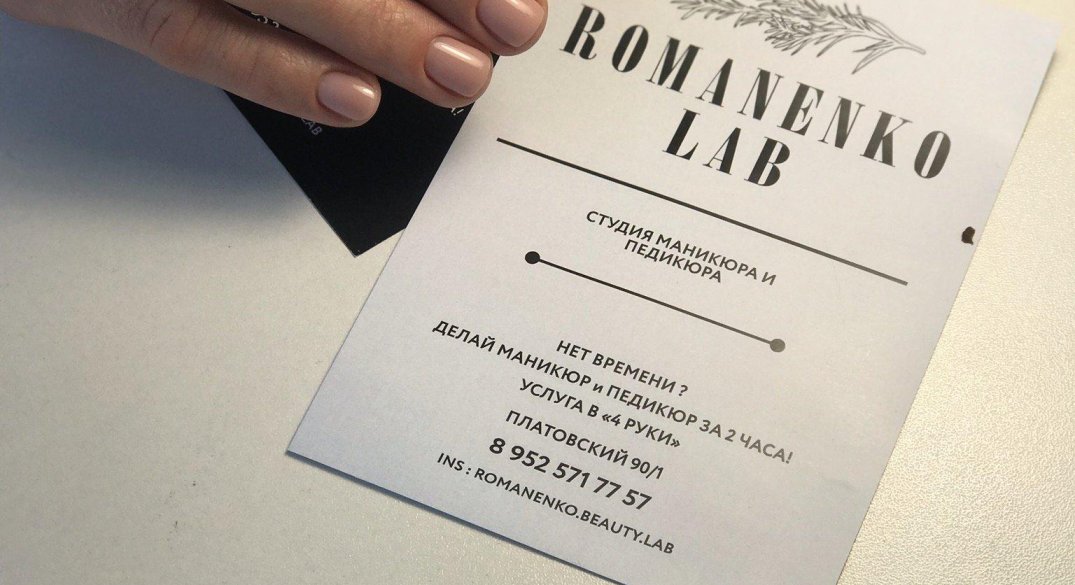 ROMANENKO
LAB
СТУДИЯ МАНИКЮРА И
ПЕДИКЮРА
НЕТ ВРЕМЕНИ ?
ДЕЛАЙ МАНИКЮР и ПЕДИКЮР ЗА 2 ЧАСА!
УСЛУГА В «4 РУКИ»
ПЛАТОВСКИЙ 90/1
8 952 571 77 57
INS : ROMANENKO.BEAUTY.LAB